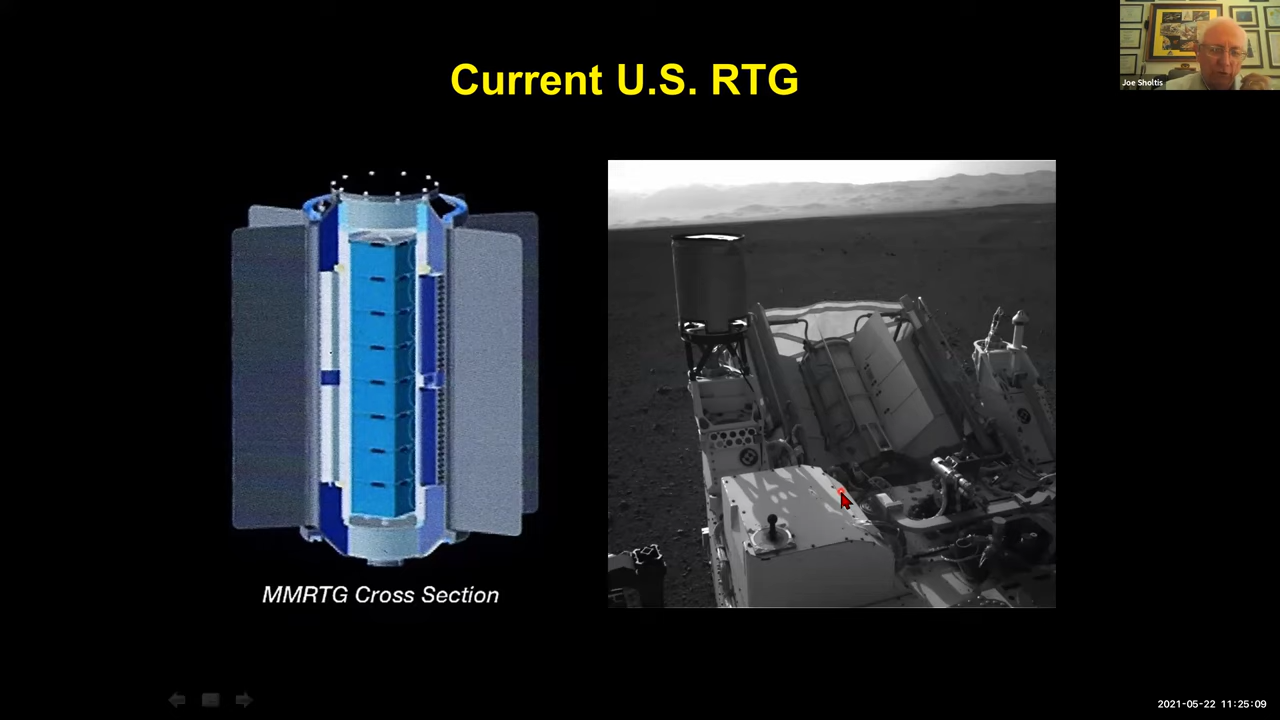 Current U.S. RTG
Joe Sholtis
MMRTG Cross Section
2021-05-22 11:25:09